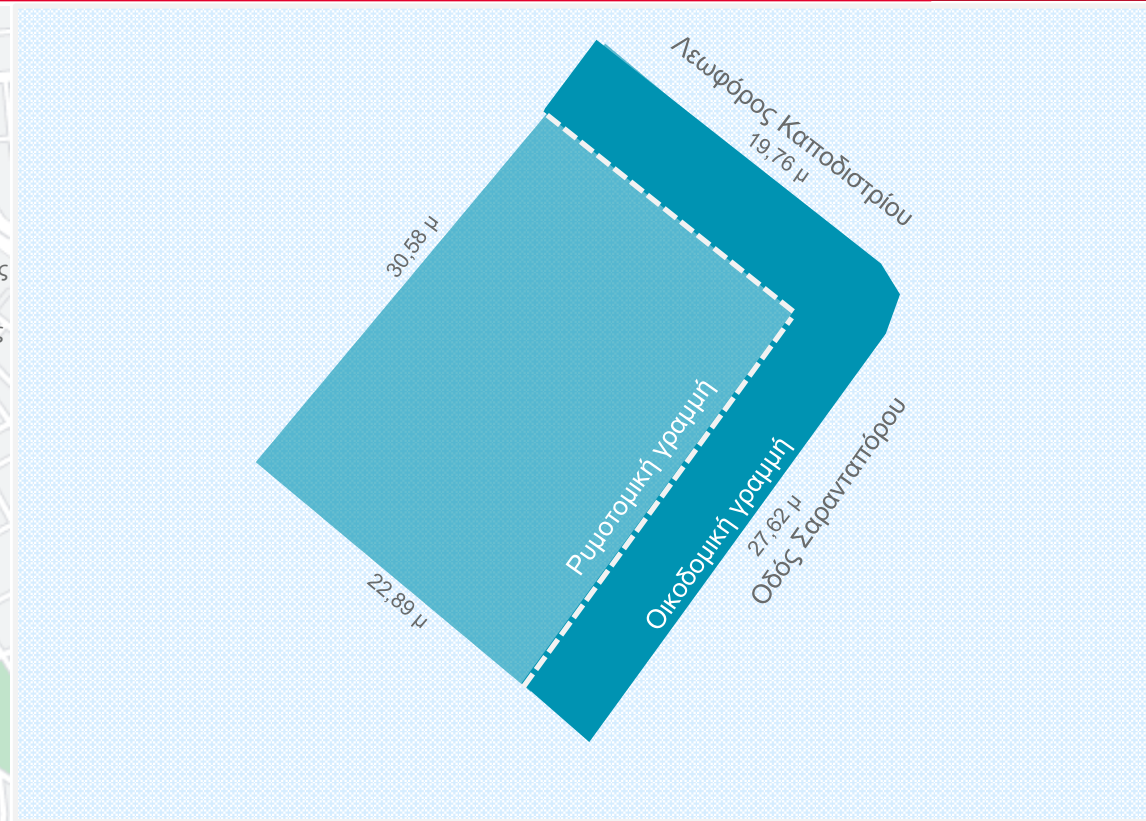 Λεωφόρος Καποδιστρίου
19,76 μ
30,58 μ
Ρυμοτομική γραμμή
Οικοδομική γραμμή
27,62 μ
Οδός Σαρανταπόρου
22,89 μ
ς